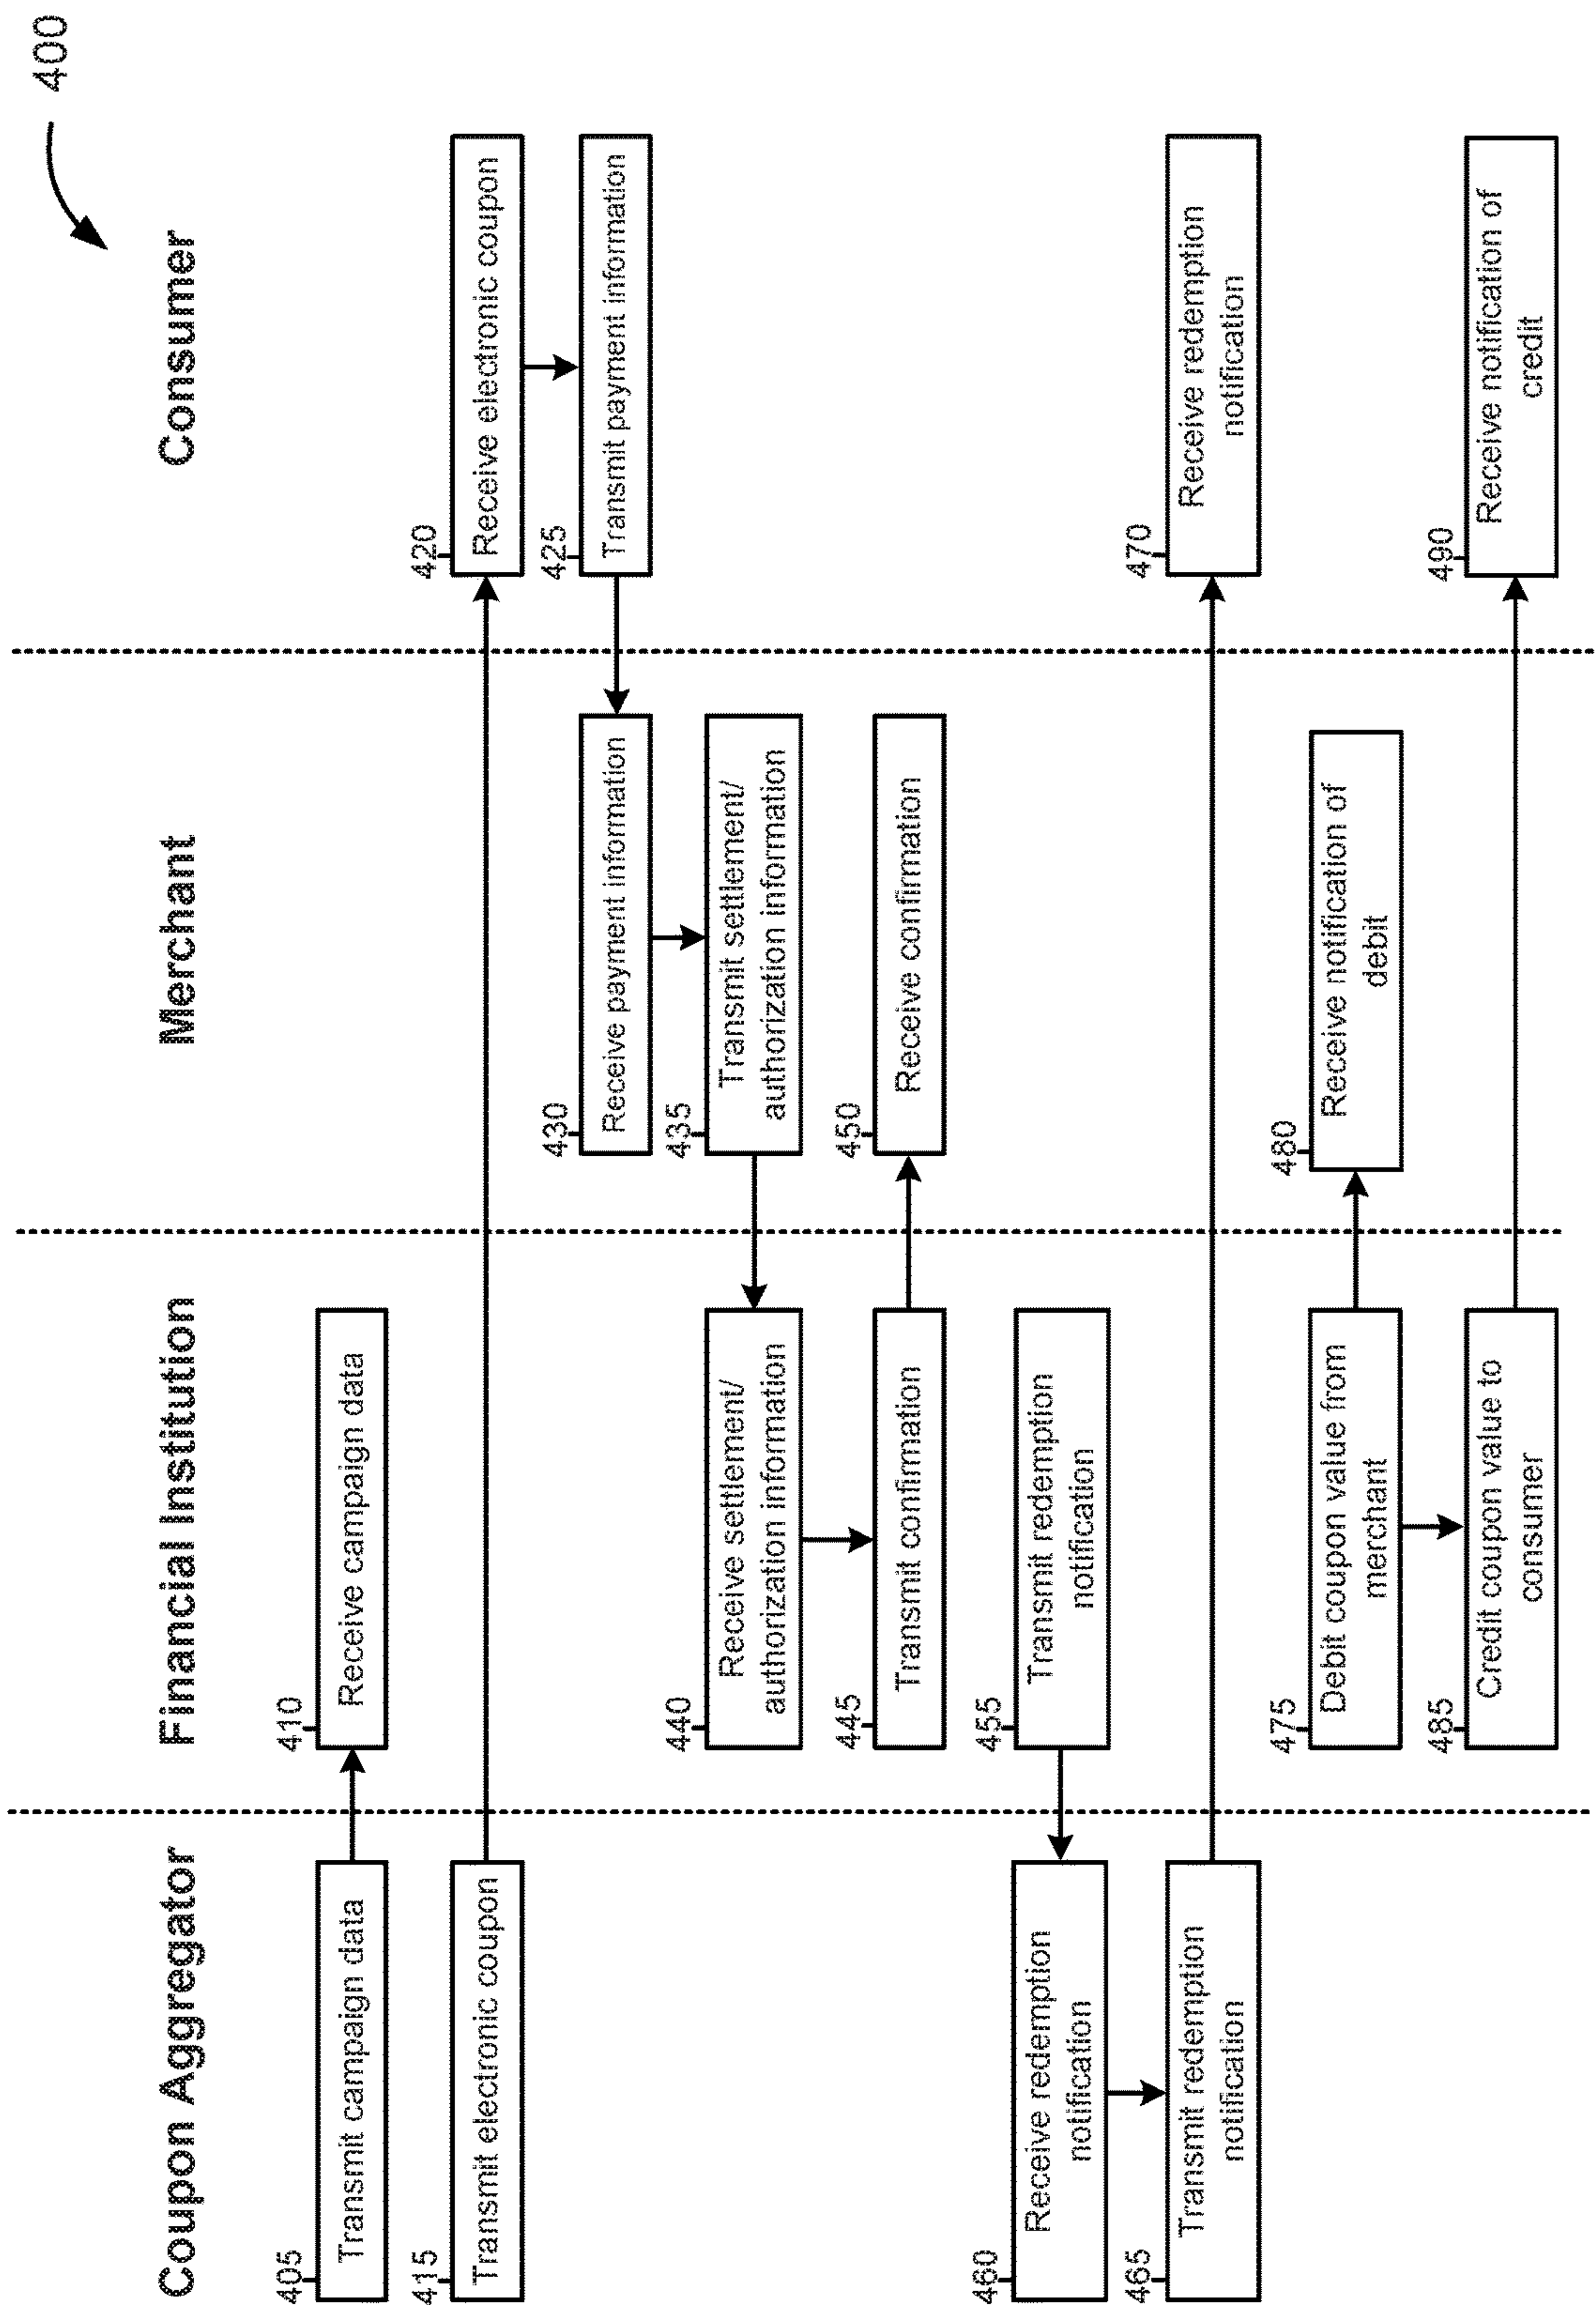 400
Coupon Aggregator
Financial Institution
Merchant
Consumer
405
Transmit campaign data
410
Receive campaign data
415
Transmit electronic coupon
420
Receive electronic coupon
425
Transmit payment information
430
Receive payment information
435
Transmit settlement/
authorization information
440
Receive settlement/
authorization information
445
Transmit confirmation
450
Receive confirmation
455
Transmit redemption
notification
460
Receive redemption
notification
465
Transmit redemption
notification
470
Receive redemption
notification
475
Debit coupon value from
merchant
480
Receive notification of
debit
485
Credit coupon value to
consumer
490
Receive notification of
credit